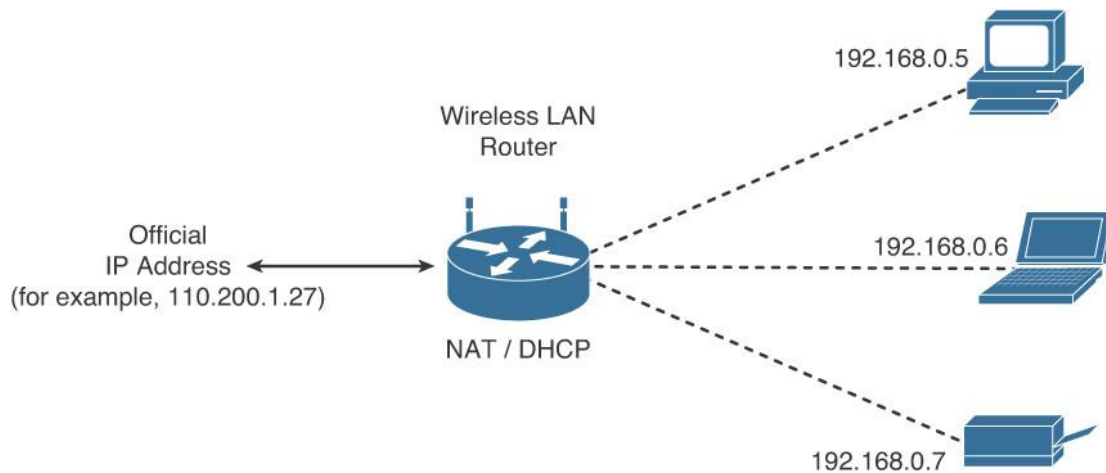 192.168.0.5
Wireless LAN
Router
Official
IP Address
(for example, 110.200.1.27)
192.168.0.6
NAT / DHCP
192.168.0.7